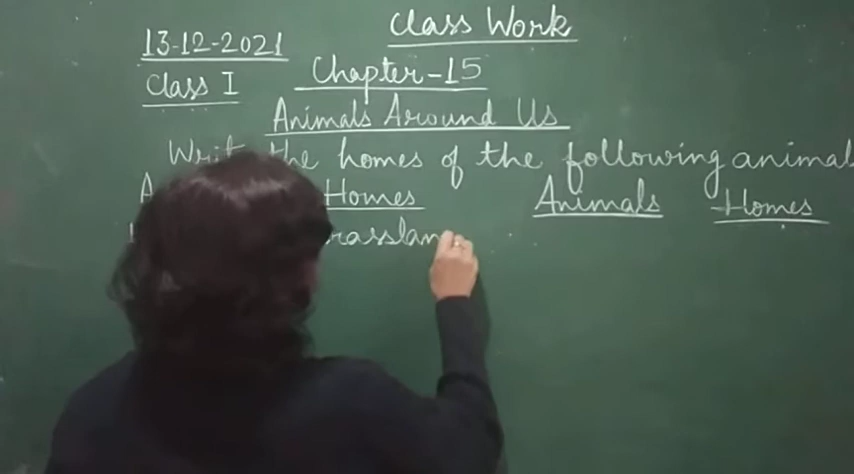 Class Work
13-12-2021
Class I Chapter-15
Animals Around Us
the homes of the following animal
Homes Animals Homes